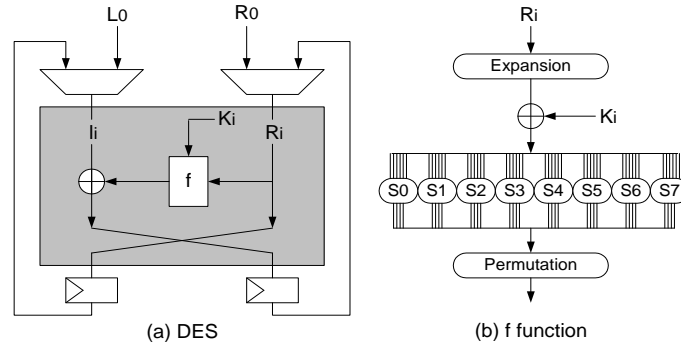 L0
R0
Ki
li
Ri
f
(a) DES
Ri
Expansion
Ki
S0 S1 S2 S3 S4 S5 S6 S7
Permutation
(b) f function